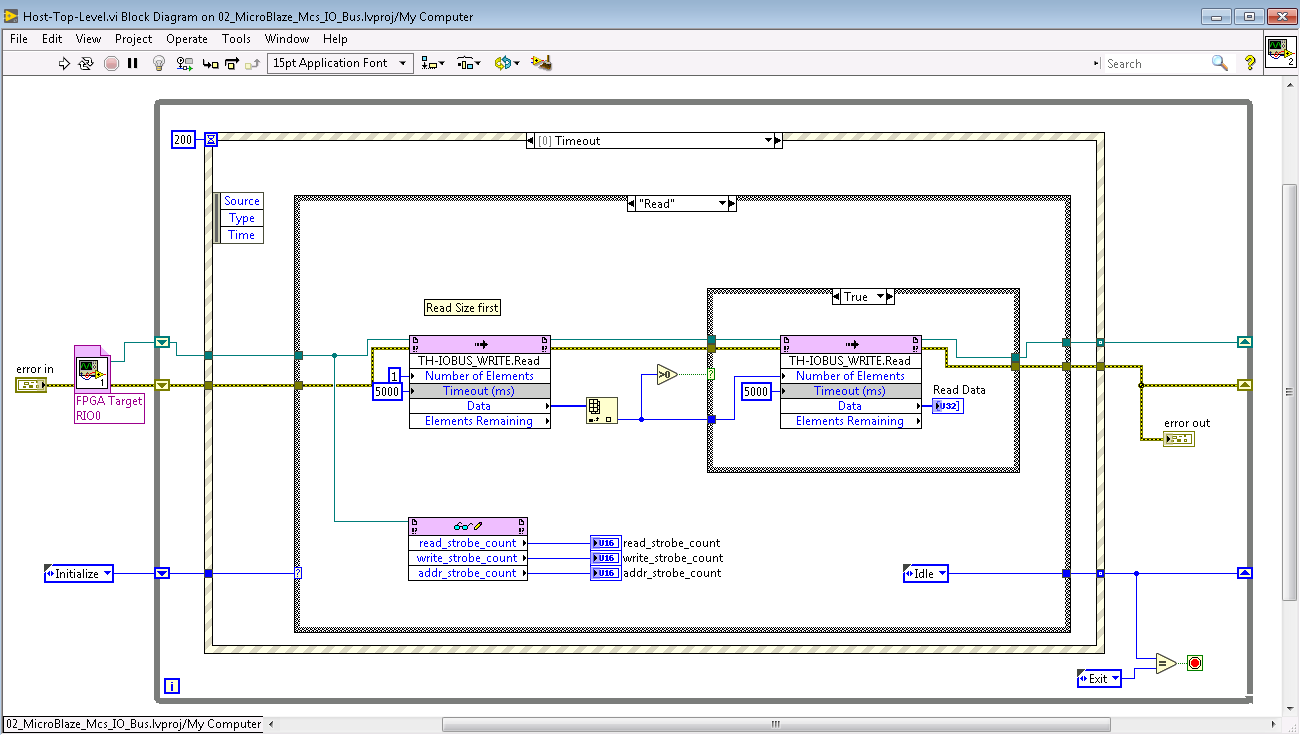 Host-Top-Level.vi Block Diagram on 02_MicroBlaze_Mcs_IO_Bus.lvproj/My Computer
File Edit View Project Operate Tools Window Help
15pt Application Font
Search
?
2
200
[0] Timeout
Source
Type
Time
"Read"
Read Size first
True
TH-IOBUS_WRITE.Read
Number of Elements
Timeout (ms)
Data
Elements Remaining
1
5000
>0
?
TH-IOBUS_WRITE.Read
Number of Elements
Timeout (ms)
Data
Elements Remaining
5000
Read Data
U32]
error in
1
FPGA Target
RIO0
error out
read_strobe_count
write_strobe_count
addr_strobe_count
U16 read_strobe_count
U16 write_strobe_count
U16 addr_strobe_count
Initialize
?
Idle
Exit
=
i
02_MicroBlaze_Mcs_IO_Bus.lvproj/My Computer